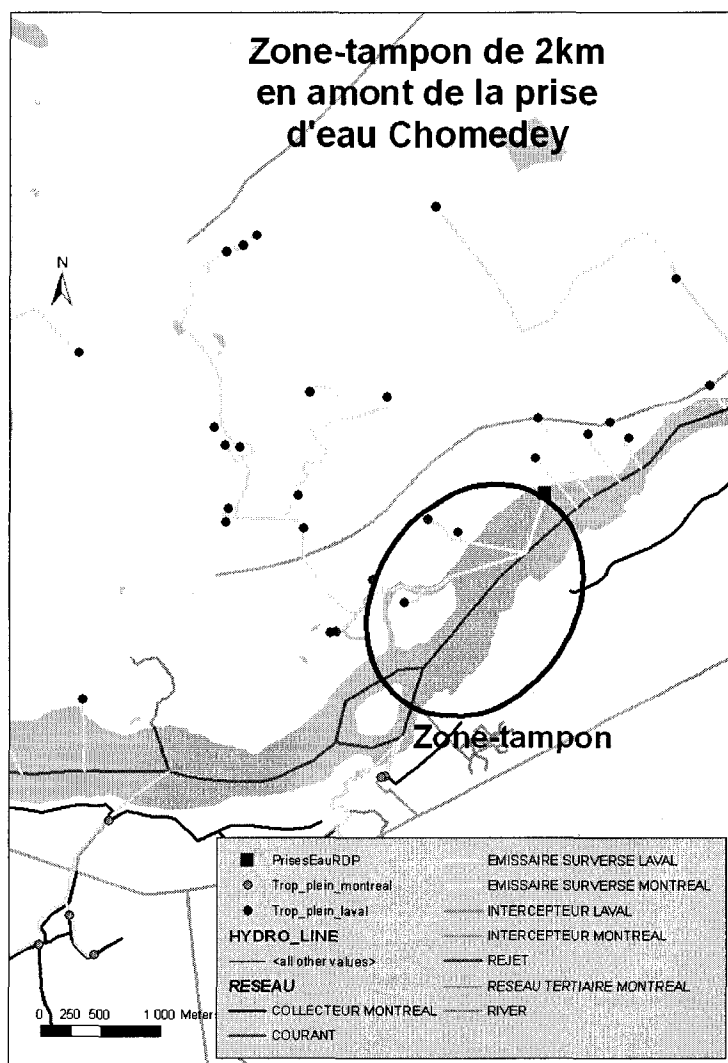 Zone-tampon de 2km
en amont de la prise
d'eau Chomedey
N
Zone-tampon
PrisesEauRDP
Trop_plein_montreal
Trop_plein_laval
HYDRO_LINE
<all other values>
RESEAU
COLLECTEUR MONTREAL
COURANT
EMISSAIRE SURVERSE LAVAL
EMISSAIRE SURVERSE MONTREAL
INTERCEPTEUR LAVAL
INTERCEPTEUR MONTREAL
REJET
RESEAU TERTIAIRE MONTREAL
RIVER
0 250 500 1 000 Meters